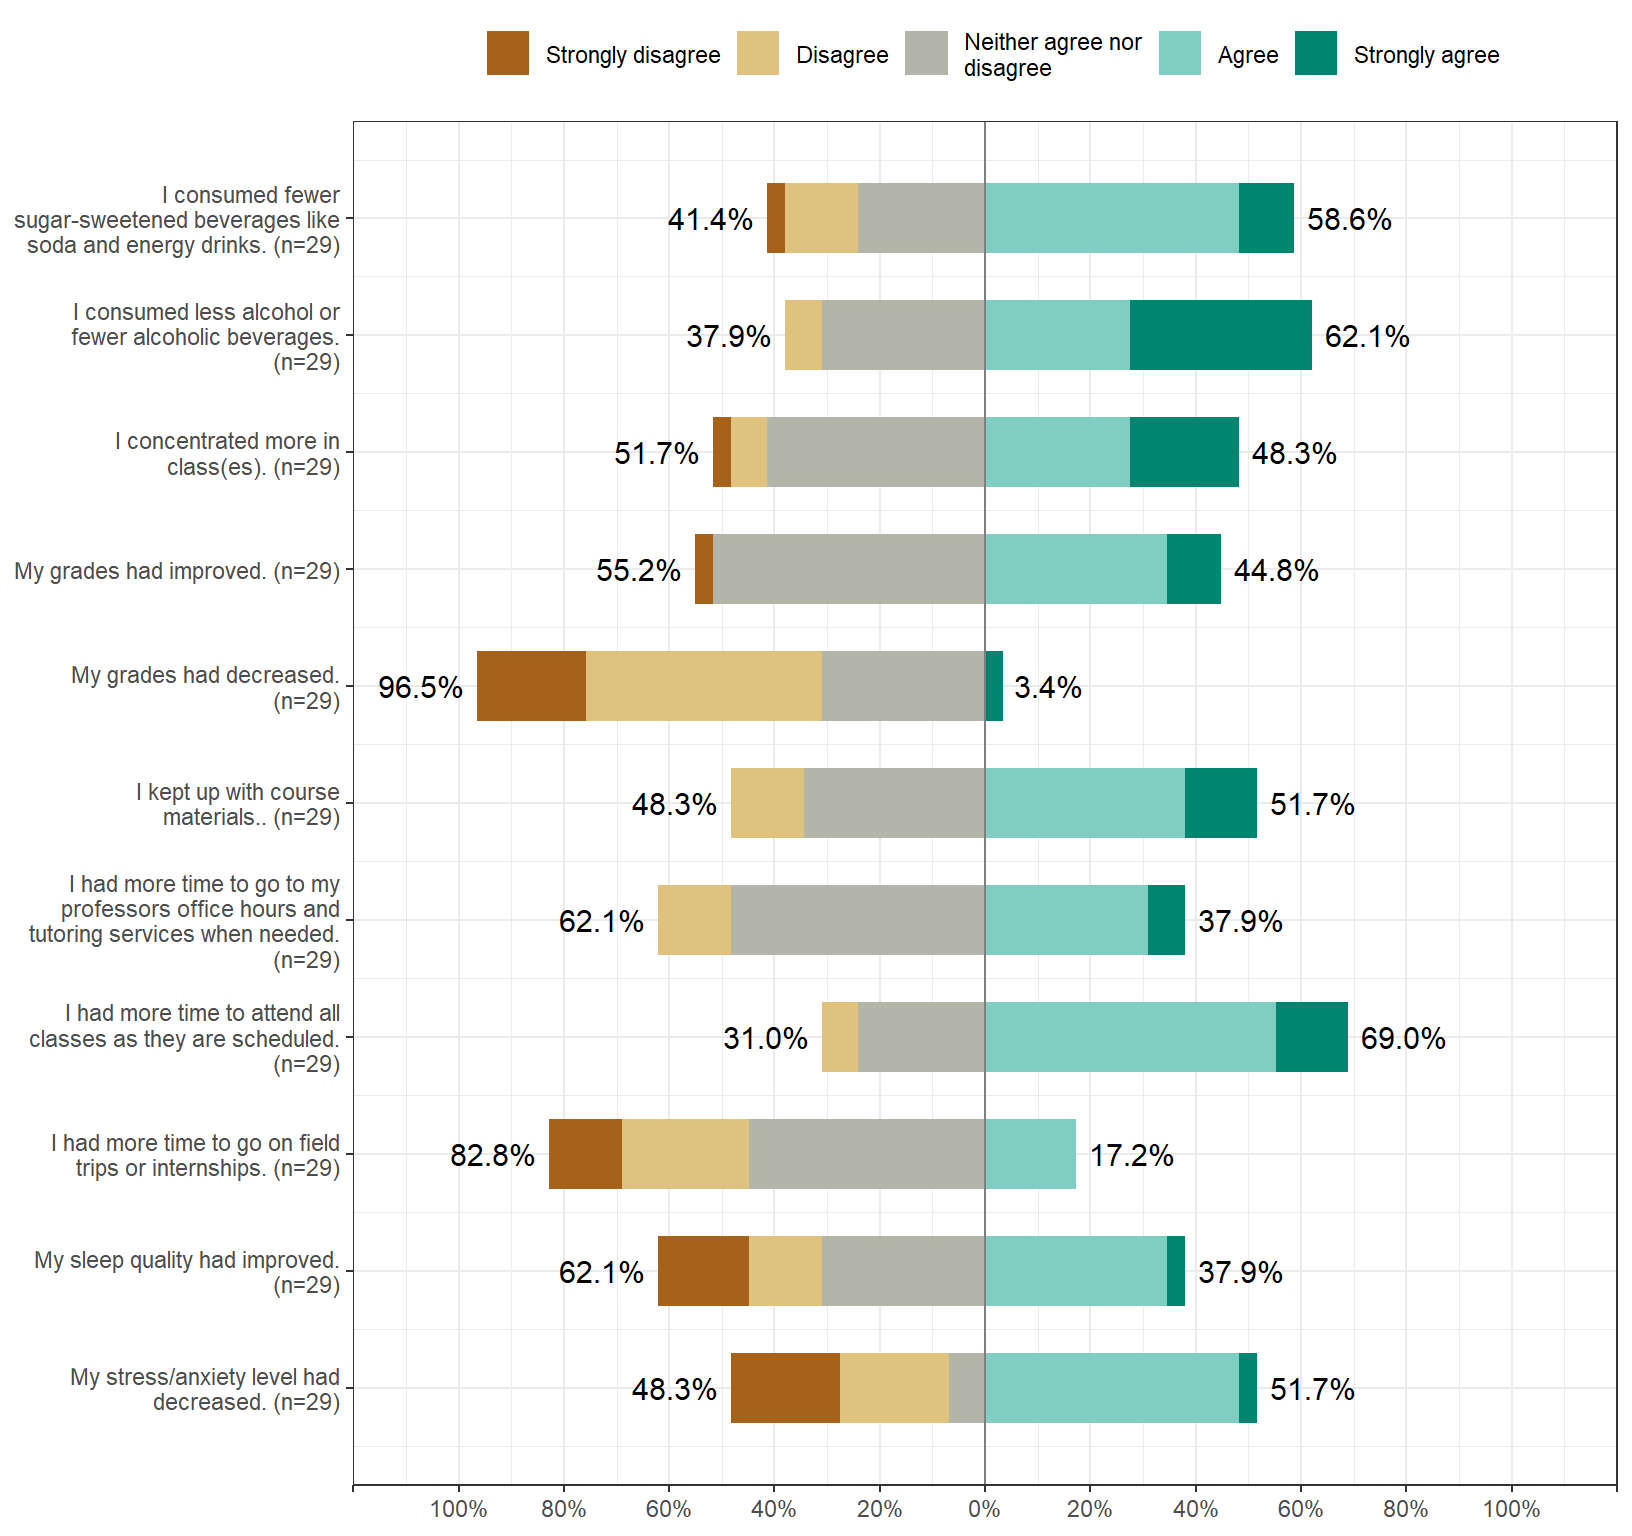 Strongly disagree
Disagree
Neither agree nor
disagree
Agree
Strongly agree
I consumed fewer
sugar-sweetened beverages like
soda and energy drinks. (n=29)
41.4%
58.6%
I consumed less alcohol or
fewer alcoholic beverages.
(n=29)
37.9%
62.1%
I concentrated more in
class(es). (n=29)
51.7%
48.3%
My grades had improved. (n=29)
55.2%
44.8%
My grades had decreased.
(n=29)
96.5%
3.4%
I kept up with course
materials.. (n=29)
48.3%
51.7%
I had more time to go to my
professors office hours and
tutoring services when needed.
(n=29)
62.1%
37.9%
I had more time to attend all
classes as they are scheduled.
(n=29)
31.0%
69.0%
I had more time to go on field
trips or internships. (n=29)
82.8%
17.2%
My sleep quality had improved.
(n=29)
62.1%
37.9%
My stress/anxiety level had
decreased. (n=29)
48.3%
51.7%
100% 80% 60% 40% 20% 0% 20% 40% 60% 80% 100%